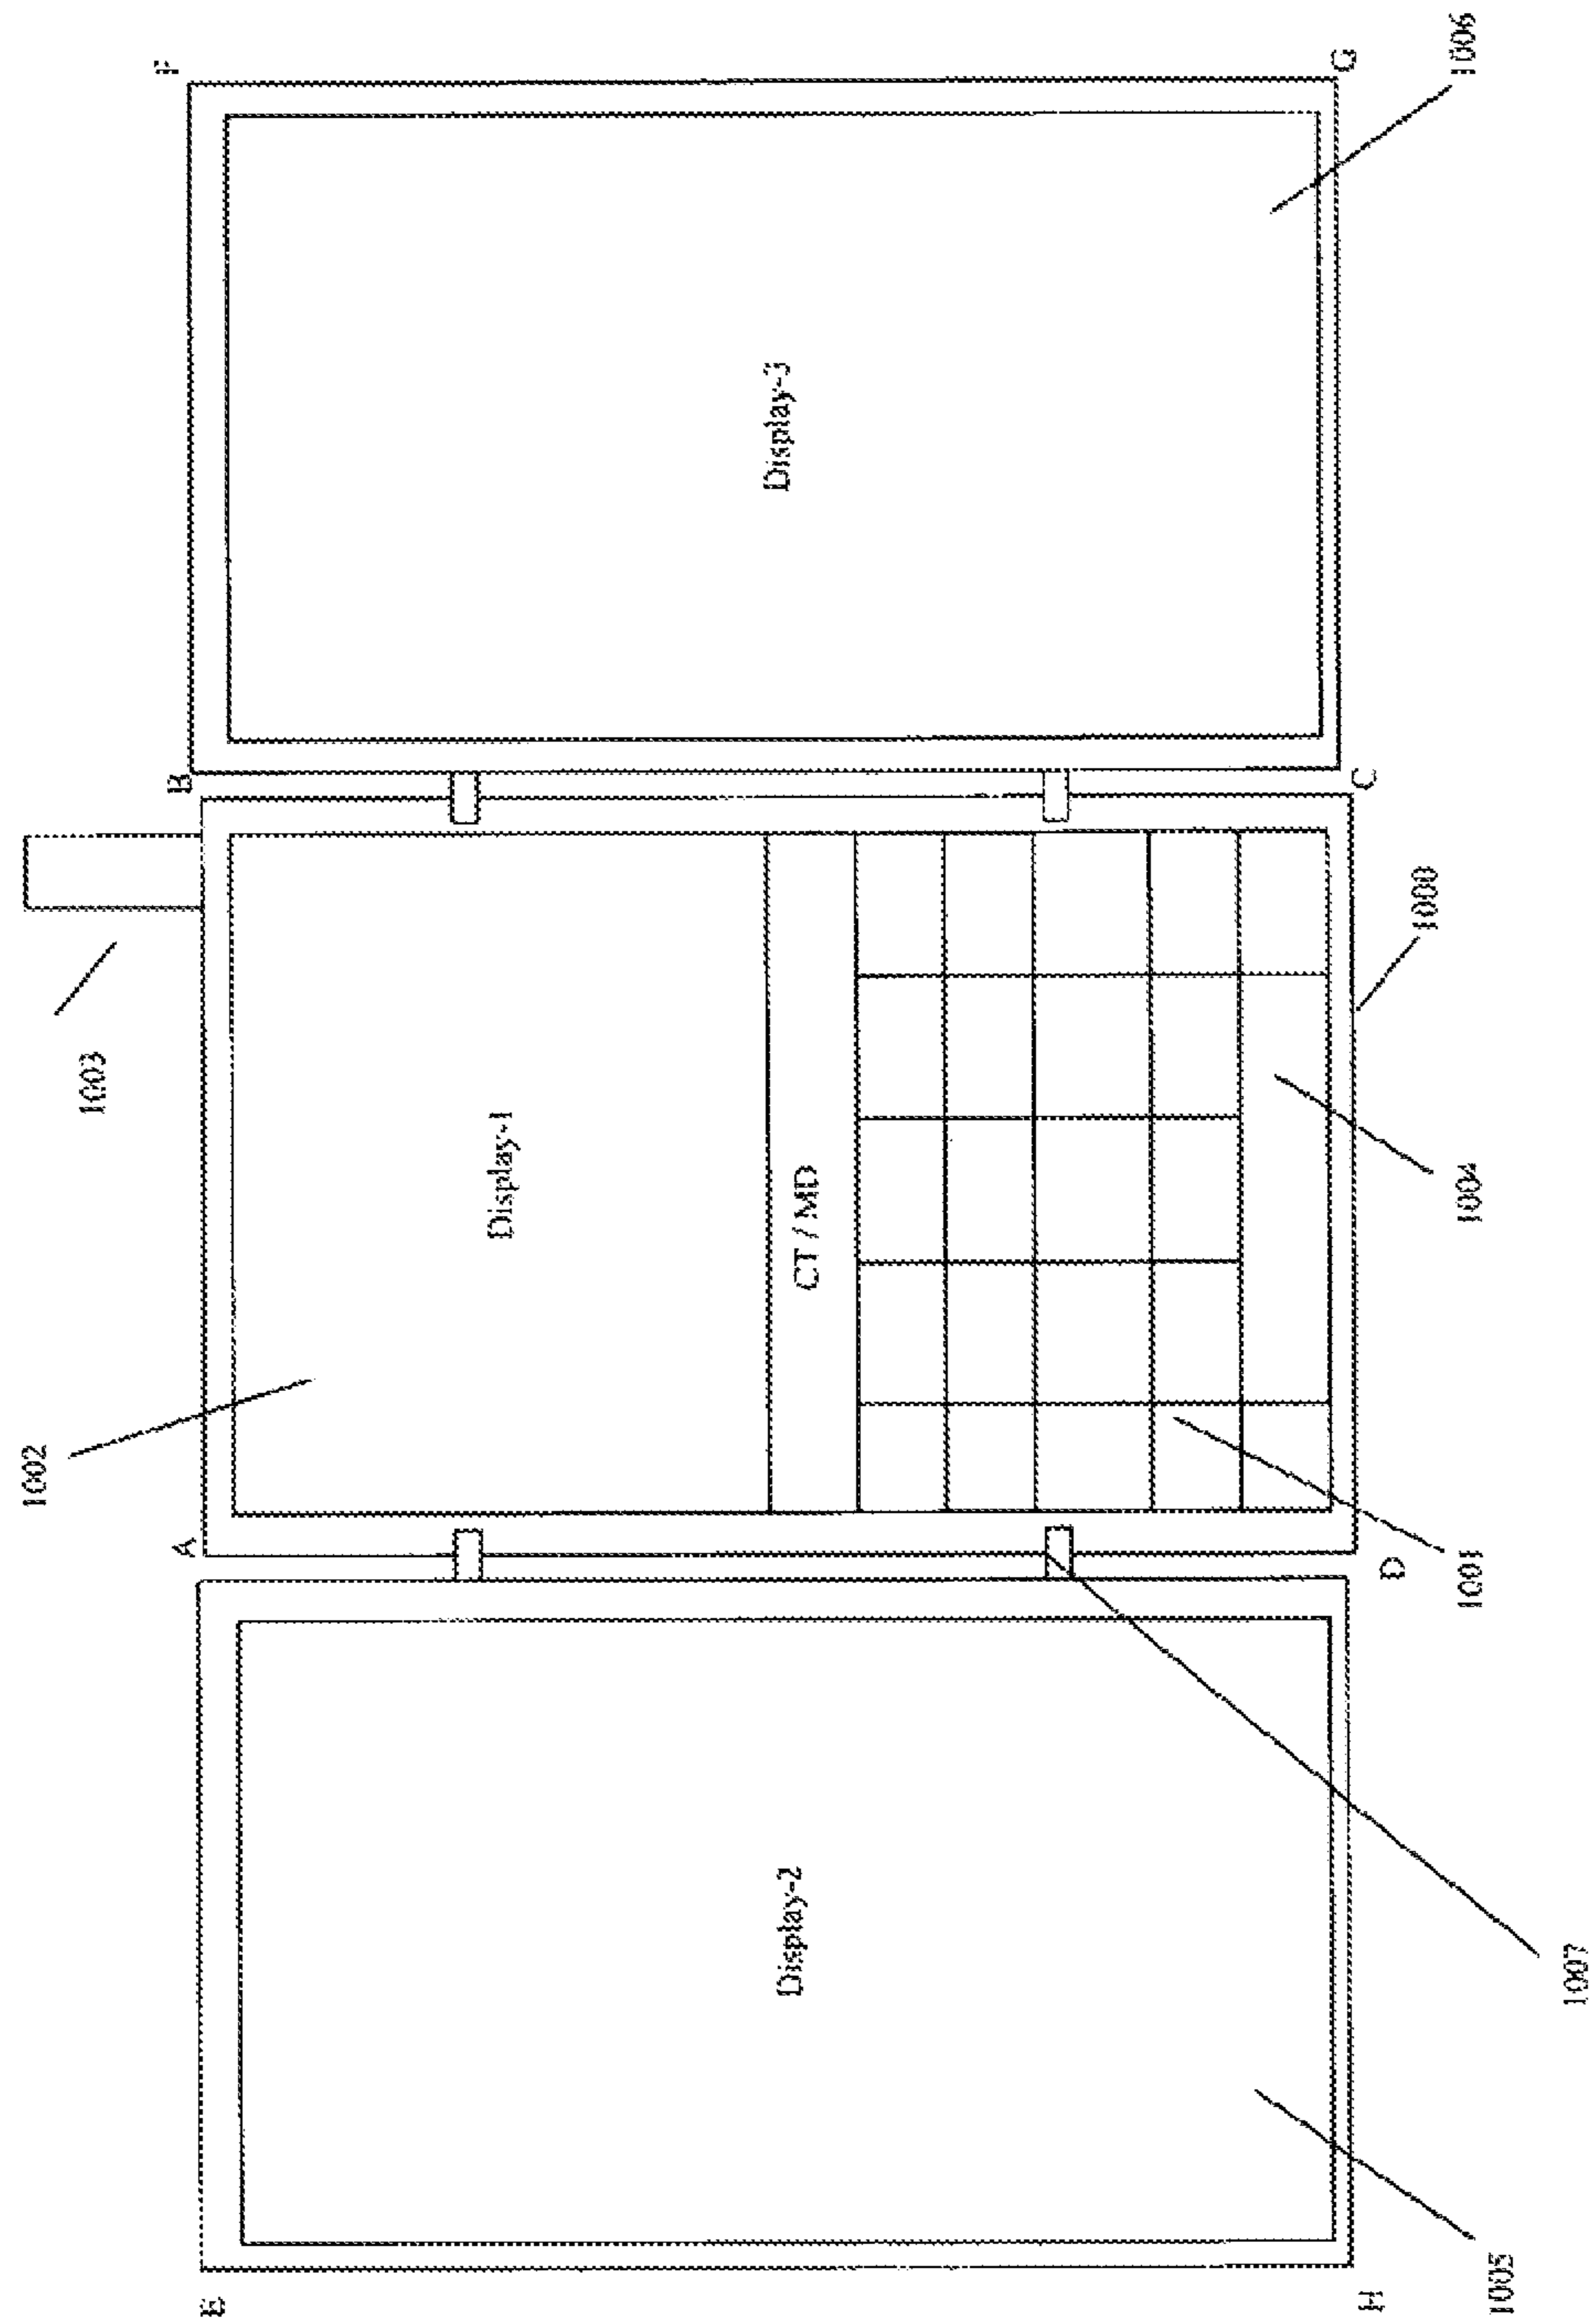 1003
1002
E
A
B
F
Display-1
Display-2
CT / MD
Display-3
H
D
C
G
1005
1007
1001
1004
1000
1006